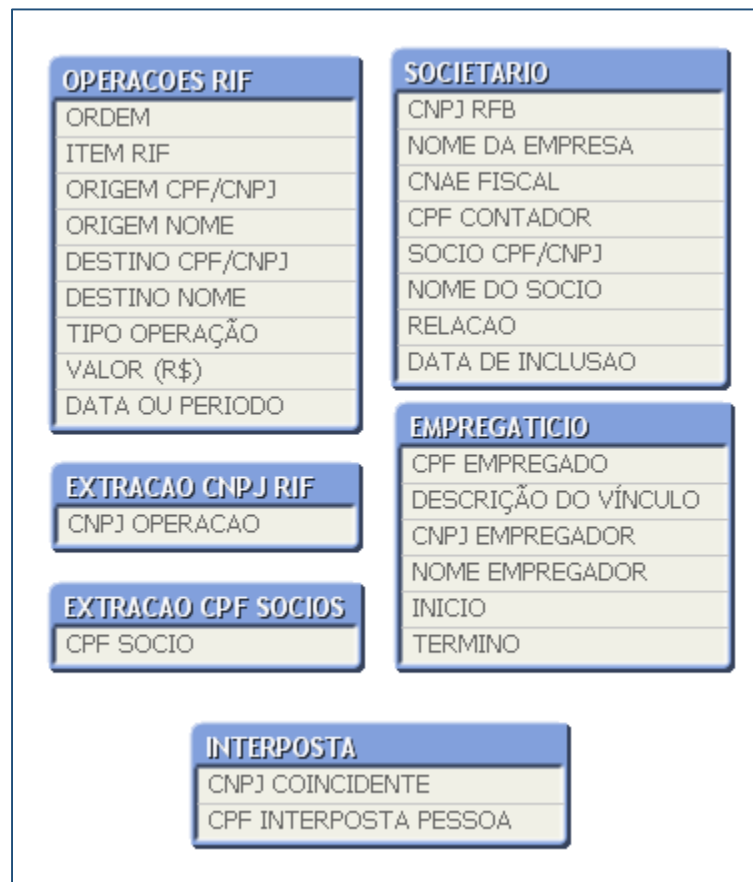 OPERACOES RIF
ORDEM
ITEM RIF
ORIGEM CPF/CNPJ
ORIGEM NOME
DESTINO CPF/CNPJ
DESTINO NOME
TIPO OPERAÇÃO
VALOR (R$)
DATA OU PERIODO
EXTRACAO CNPJ RIF
CNPJ OPERACAO
EXTRACAO CPF SOCIOS
CPF SOCIO
SOCIETARIO
CNPJ RFB
NOME DA EMPRESA
CNAE FISCAL
CPF CONTADOR
SOCIO CPF/CNPJ
NOME DO SOCIO
RELACAO
DATA DE INCLUSAO
EMPREGATICIO
CPF EMPREGADO
DESCRIÇÃO DO VÍNCULO
CNPJ EMPREGADOR
NOME EMPREGADOR
INICIO
TERMINO
INTERPOSTA
CNPJ COINCIDENTE
CPF INTERPOSTA PESSOA